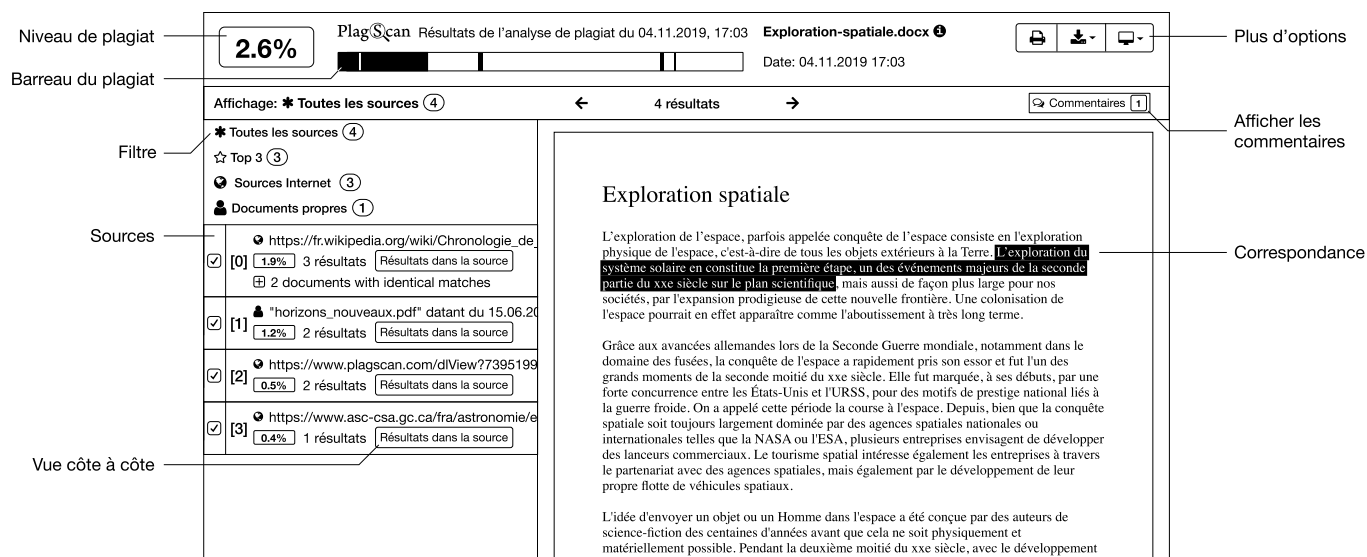 Niveau de plagiat
Barreau du plagiat
2.6%
PlagScan Résultats de l'analyse de plagiat du 04.11.2019, 17:03
Exploration-spatiale.docx
Date: 04.11.2019 17:03
Plus d'options
Affichage: ✱ Toutes les sources 4
← 4 résultats →
Commentaires 1
Afficher les
commentaires
Filtre
✱ Toutes les sources 4
Top 3 3
Sources Internet 3
Documents propres 1
Sources
https://fr.wikipedia.org/wiki/Chronologie_de_
[0] 1.9% 3 résultats Résultats dans la source
2 documents with identical matches
"horizons_nouveaux.pdf" datant du 15.06.20
[1] 1.2% 2 résultats Résultats dans la source
https://www.plagscan.com/dlView?7395199
[2] 0.5% 2 résultats Résultats dans la source
https://www.asc-csa.gc.ca/fra/astronomie/e
[3] 0.4% 1 résultats Résultats dans la source
Vue côte à côte
Exploration spatiale
L'exploration de l'espace, parfois appelée conquête de l'espace consiste en l'exploration
physique de l'espace, c'est-à-dire de tous les objets extérieurs à la Terre. L'exploration du
système solaire en constitue la première étape, un des événements majeurs de la seconde
partie du xxe siècle sur le plan scientifique, mais aussi de façon plus large pour nos
sociétés, par l'expansion prodigieuse de cette nouvelle frontière. Une colonisation de
l'espace pourrait en effet apparaître comme l'aboutissement à très long terme.
Correspondance
Grâce aux avancées allemandes lors de la Seconde Guerre mondiale, notamment dans le
domaine des fusées, la conquête de l'espace a rapidement pris son essor et fut l'un des
grands moments de la seconde moitié du xxe siècle. Elle fut marquée, à ses débuts, par une
forte concurrence entre les États-Unis et l'URSS, pour des motifs de prestige national liés à
la guerre froide. On a appelé cette période la course à l'espace. Depuis, bien que la conquête
spatiale soit toujours largement dominée par des agences spatiales nationales ou
internationales telles que la NASA ou l'ESA, plusieurs entreprises envisagent de développer
des lanceurs commerciaux. Le tourisme spatial intéresse également les entreprises à travers
le partenariat avec des agences spatiales, mais également par le développement de leur
propre flotte de véhicules spatiaux.
L'idée d'envoyer un objet ou un Homme dans l'espace a été conçue par des auteurs de
science-fiction des centaines d'années avant que cela ne soit physiquement et
matériellement possible. Pendant la deuxième moitié du xxe siècle, avec le développement